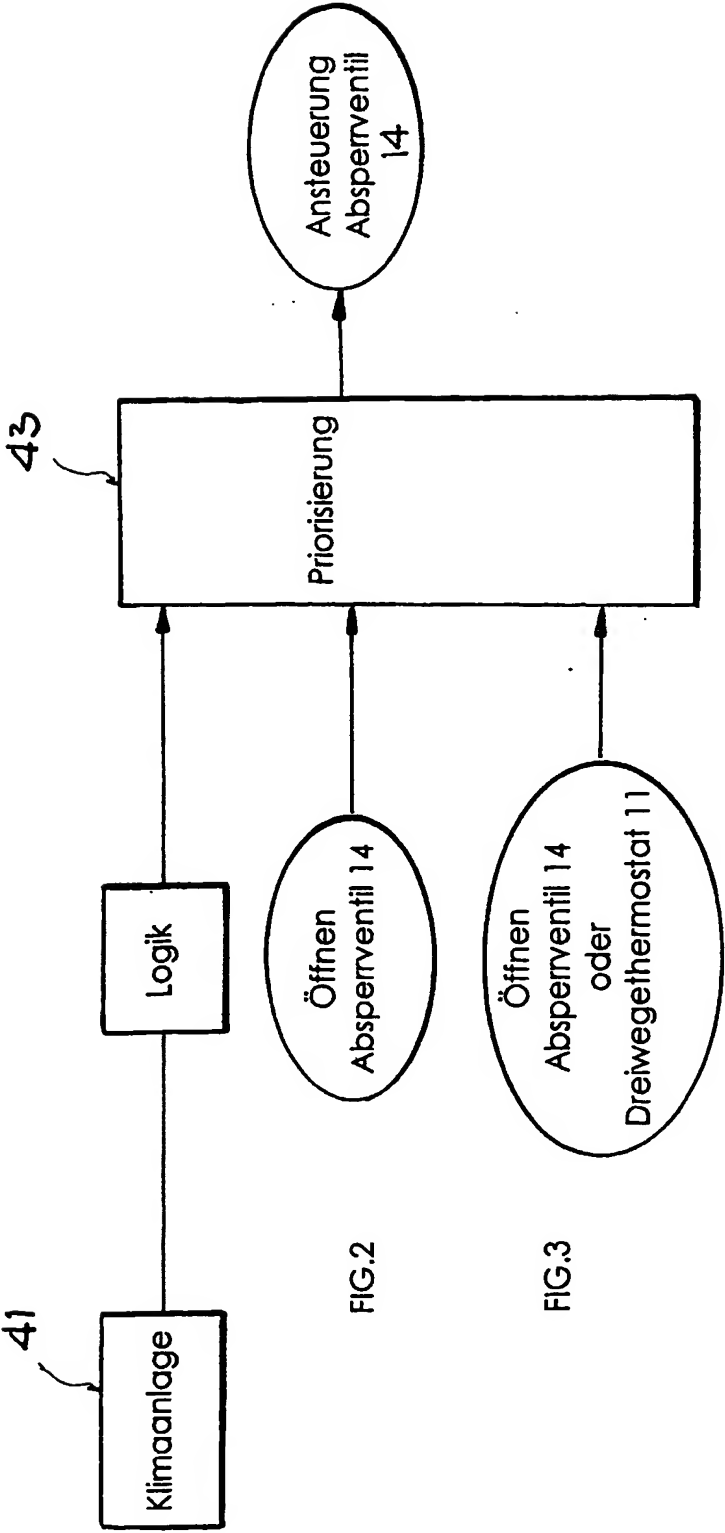 41
Klimaanlage
Logik
43
Priorisierung
Ansteuerung
Absperrventil
14
FIG.2
Öffnen
Absperrventil 14
FIG.3
Öffnen
Absperrventil 14
oder
Dreiwegethermostat 11